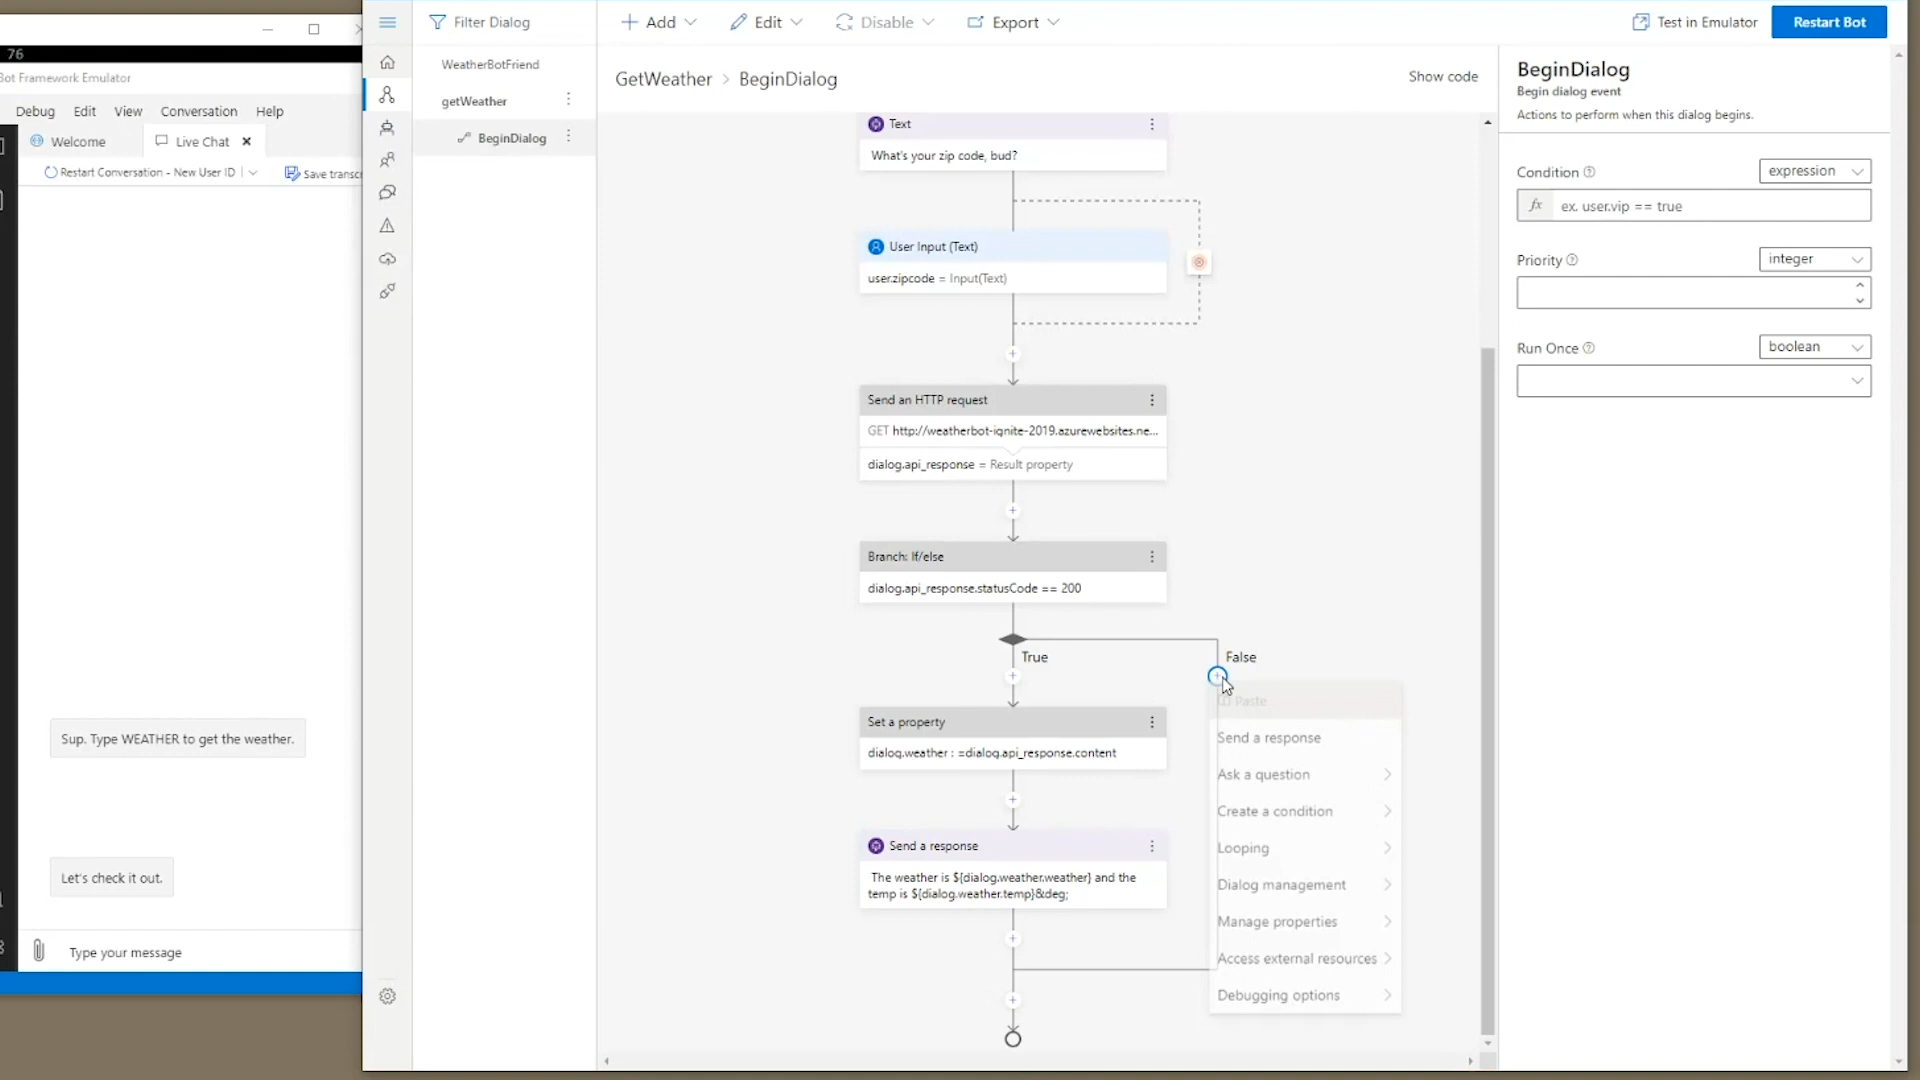 76
Bot Framework Emulator
Debug Edit View Conversation Help
Welcome Live Chat
Restart Conversation - New User ID Save transcr
Sup. Type WEATHER to get the weather.
Let's check it out.
Type your message
Filter Dialog
WeatherBotFriend
getWeather
BeginDialog
Add Edit Disable Export
Test in Emulator Restart Bot
GetWeather > BeginDialog
Show code
Text
What's your zip code, bud?
User Input (Text)
user.zipcode = Input(Text)
Send an HTTP request
GET http://weatherbot-ignite-2019.azurewebsites.ne...
dialog.api_response = Result property
Branch: If/else
dialog.api_response.statusCode == 200
True
False
Set a property
dialog.weather : =dialog.api_response.content
Send a response
The weather is ${dialog.weather.weather} and the
temp is ${dialog.weather.temp}&deg;
Paste
Send a response
Ask a question
Create a condition
Looping
Dialog management
Manage properties
Access external resources
Debugging options
BeginDialog
Begin dialog event
Actions to perform when this dialog begins.
Condition expression
fx ex. user.vip == true
Priority integer
Run Once boolean